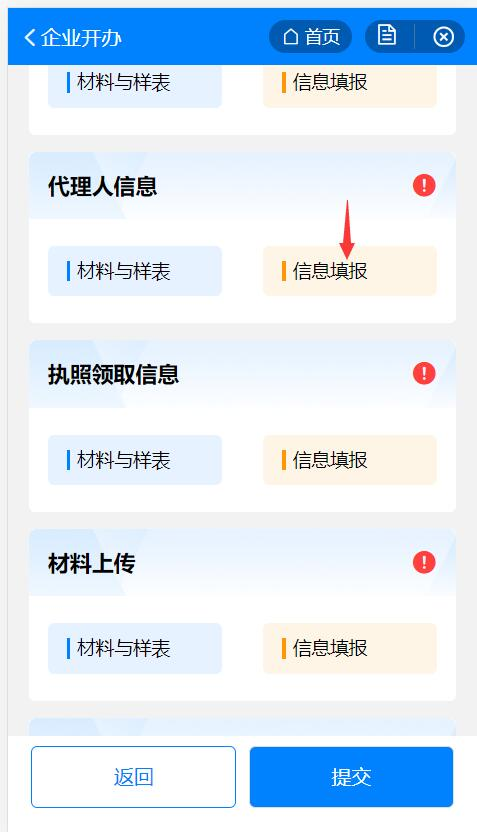 企业开办 首页
材料与样表 信息填报
代理人信息
材料与样表 信息填报
执照领取信息
材料与样表 信息填报
材料上传
材料与样表 信息填报
返回 提交